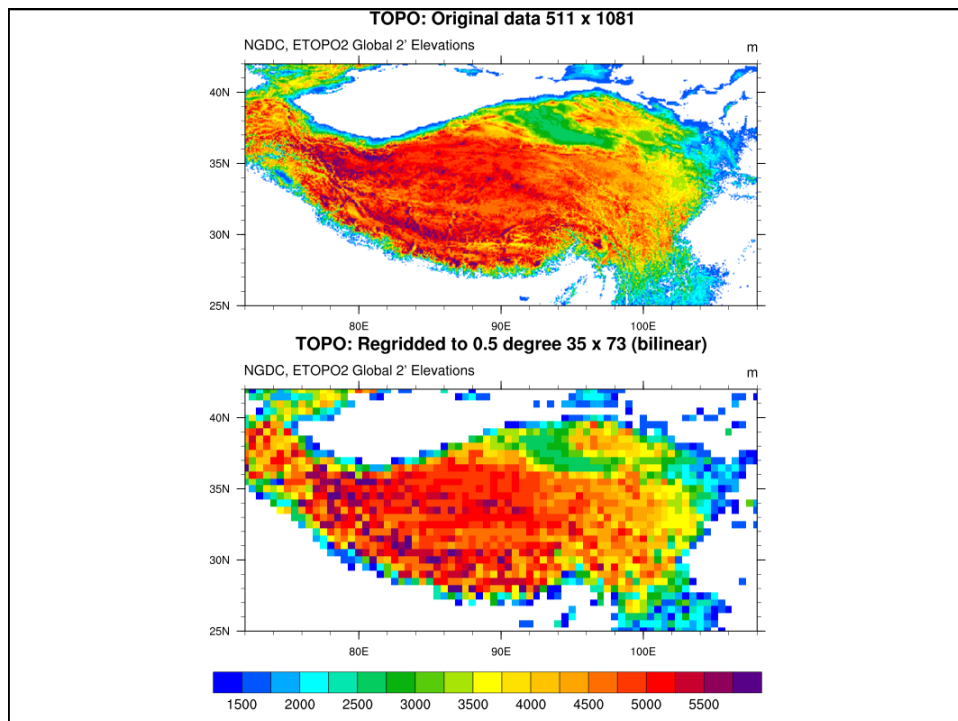 TOPO: Original data 511 x 1081
NGDC, ETOPO2 Global 2' Elevations m
40N
35N
30N
25N
80E 90E 100E
TOPO: Regridded to 0.5 degree 35 x 73 (bilinear)
NGDC, ETOPO2 Global 2' Elevations m
40N
35N
30N
25N
80E 90E 100E
1500 2000 2500 3000 3500 4000 4500 5000 5500